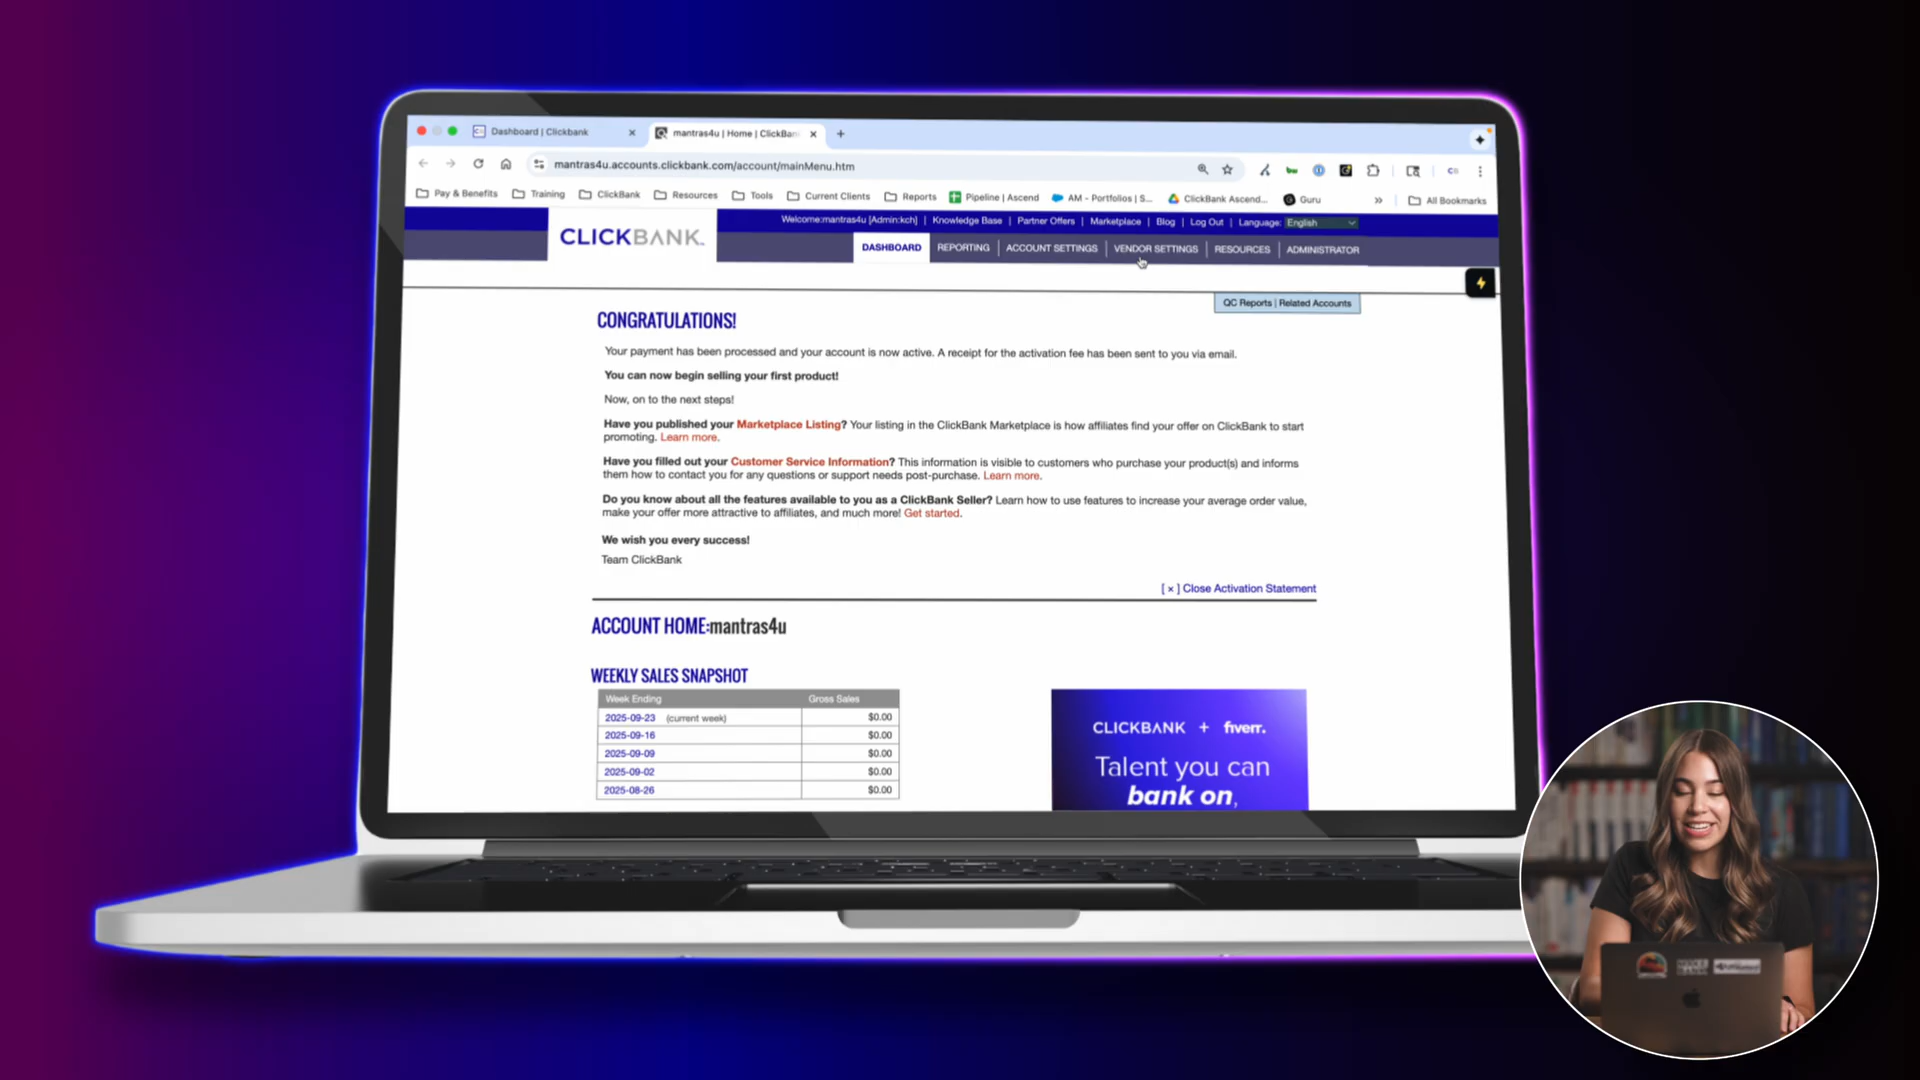 Dashboard | Clickbank
mantras4u | Home | ClickBan
mantras4u.accounts.clickbank.com/account/mainMenu.htm
Pay & Benefits Training ClickBank Resources Tools Current Clients Reports Pipeline | Ascend AM - Portfolios | S... ClickBank Ascend... Guru » All Bookmarks
Welcome:mantras4u [Admin:kch] | Knowledge Base | Partner Offers | Marketplace | Blog | Log Out | Language: English
CLICKBANK
DASHBOARD REPORTING | ACCOUNT SETTINGS | VENDOR SETTINGS | RESOURCES | ADMINISTRATOR
QC Reports | Related Accounts
CONGRATULATIONS!
Your payment has been processed and your account is now active. A receipt for the activation fee has been sent to you via email.
You can now begin selling your first product!
Now, on to the next steps!
Have you published your Marketplace Listing? Your listing in the ClickBank Marketplace is how affiliates find your offer on ClickBank to start
promoting. Learn more.
Have you filled out your Customer Service Information? This information is visible to customers who purchase your product(s) and informs
them how to contact you for any questions or support needs post-purchase. Learn more.
Do you know about all the features available to you as a ClickBank Seller? Learn how to use features to increase your average order value,
make your offer more attractive to affiliates, and much more! Get started.
We wish you every success!
Team ClickBank
[ × ] Close Activation Statement
ACCOUNT HOME:mantras4u
WEEKLY SALES SNAPSHOT
Week Ending Gross Sales
2025-09-23 (current week) $0.00
2025-09-16 $0.00
2025-09-09 $0.00
2025-09-02 $0.00
2025-08-26 $0.00
CLICKBANK + fiverr.
Talent you can
bank on,